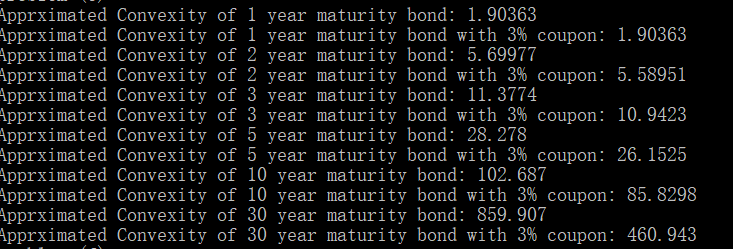 Apprximated Convexity of 1 year maturity bond: 1.90363
Apprximated Convexity of 1 year maturity bond with 3% coupon: 1.90363
Apprximated Convexity of 2 year maturity bond: 5.69977
Apprximated Convexity of 2 year maturity bond with 3% coupon: 5.58951
Apprximated Convexity of 3 year maturity bond: 11.3774
Apprximated Convexity of 3 year maturity bond with 3% coupon: 10.9423
Apprximated Convexity of 5 year maturity bond: 28.278
Apprximated Convexity of 5 year maturity bond with 3% coupon: 26.1525
Apprximated Convexity of 10 year maturity bond: 102.687
Apprximated Convexity of 10 year maturity bond with 3% coupon: 85.8298
Apprximated Convexity of 30 year maturity bond: 859.907
Apprximated Convexity of 30 year maturity bond with 3% coupon: 460.943